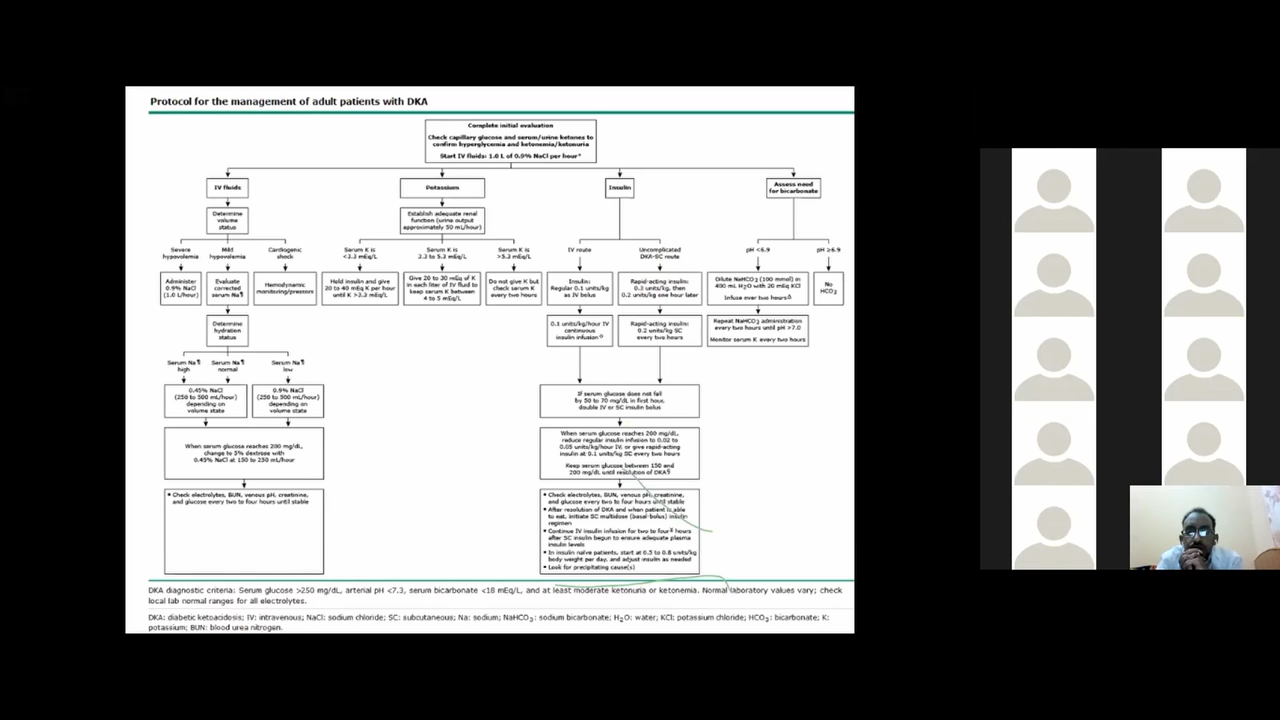 Protocol for the management of adult patients with DKA
Complete initial evaluation
Check capillary glucose and serum/urine ketones to
confirm hyperglycemia and ketonemia/ketonuria
Start IV fluids: 1.0 L of 0.9% NaCl per hour*
IV fluids
Potassium
Insulin
Assess need
for bicarbonate
Determine
volume
status
Establish adequate renal
function (urine output
approximately 50 mL/hour)
Severe
hypovolemia
Mild
hypovolemia
Cardiogenic
shock
Serum K is
<3.3 mEq/L
Serum K is
3.3 to 5.3 mEq/L
Serum K is
>5.3 mEq/L
IV route
Uncomplicated
DKA-SC route
pH <6.9
pH ≥6.9
Administer
0.9% NaCl
(1.0 L/hour)
Evaluate
corrected
serum Na¶
Hemodynamic
monitoring/pressors
Hold insulin and give
20 to 40 mEq K per hour
until K >3.3 mEq/L
Give 20 to 30 mEq of K
in each liter of IV fluid to
keep serum K between
4 to 5 mEq/L
Do not give K but
check serum K
every two hours
Insulin:
Regular 0.1 units/kg
as IV bolus
Rapid-acting insulin:
0.3 units/kg, then
0.2 units/kg one hour later
Dilute NaHCO3 (100 mmol) in
400 mL H2O with 20 mEq KCl
Infuse over two hoursΔ
No
HCO3
Determine
hydration
status
0.1 units/kg/hour IV
continuous
insulin infusion◊
Rapid-acting insulin:
0.2 units/kg SC
every two hours
Repeat NaHCO3 administration
every two hours until pH >7.0
Monitor serum K every two hours
Serum Na¶
high
Serum Na¶
normal
Serum Na¶
low
0.45% NaCl
(250 to 500 mL/hour)
depending on
volume state
0.9% NaCl
(250 to 500 mL/hour)
depending on
volume state
If serum glucose does not fall
by 50 to 70 mg/dL in first hour,
double IV or SC insulin bolus
When serum glucose reaches 200 mg/dL,
change to 5% dextrose with
0.45% NaCl at 150 to 250 mL/hour
When serum glucose reaches 200 mg/dL,
reduce regular insulin infusion to 0.02 to
0.05 units/kg/hour IV, or give rapid-acting
insulin at 0.1 units/kg SC every two hours
Keep serum glucose between 150 and
200 mg/dL until resolution of DKA§
• Check electrolytes, BUN, venous pH, creatinine,
and glucose every two to four hours until stable
• Check electrolytes, BUN, venous pH, creatinine,
and glucose every two to four hours until stable
• After resolution of DKA and when patient is able
to eat, initiate SC multidose (basal-bolus) insulin
regimen
• Continue IV insulin infusion for two to four¥ hours
after SC insulin begun to ensure adequate plasma
insulin levels
• In insulin naïve patients, start at 0.5 to 0.8 units/kg
body weight per day, and adjust insulin as needed
• Look for precipitating cause(s)
DKA diagnostic criteria: Serum glucose >250 mg/dL, arterial pH <7.3, serum bicarbonate <18 mEq/L, and at least moderate ketonuria or ketonemia. Normal laboratory values vary; check
local lab normal ranges for all electrolytes.
DKA: diabetic ketoacidosis; IV: intravenous; NaCl: sodium chloride; SC: subcutaneous; Na: sodium; NaHCO3: sodium bicarbonate; H2O: water; KCl: potassium chloride; HCO3: bicarbonate; K:
potassium; BUN: blood urea nitrogen.